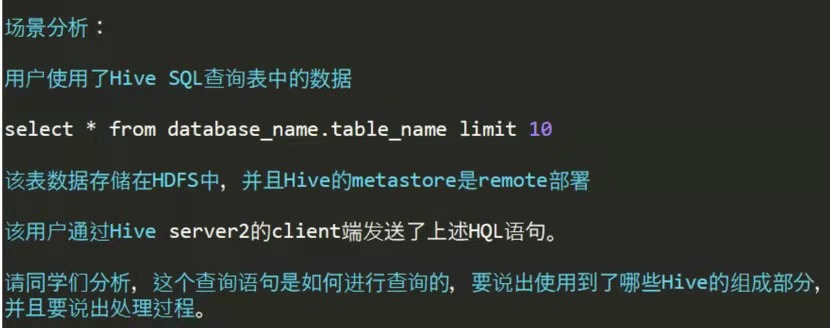 场景分析：
用户使用了Hive SQL查询表中的数据
select * from database_name.table_name limit 10
该表数据存储在HDFS中，并且Hive的metastore是remote部署
该用户通过Hive server2的client端发送了上述HQL语句。
请同学们分析，这个查询语句是如何进行查询的，要说出使用到了哪些Hive的组成部分，
并且要说出处理过程。